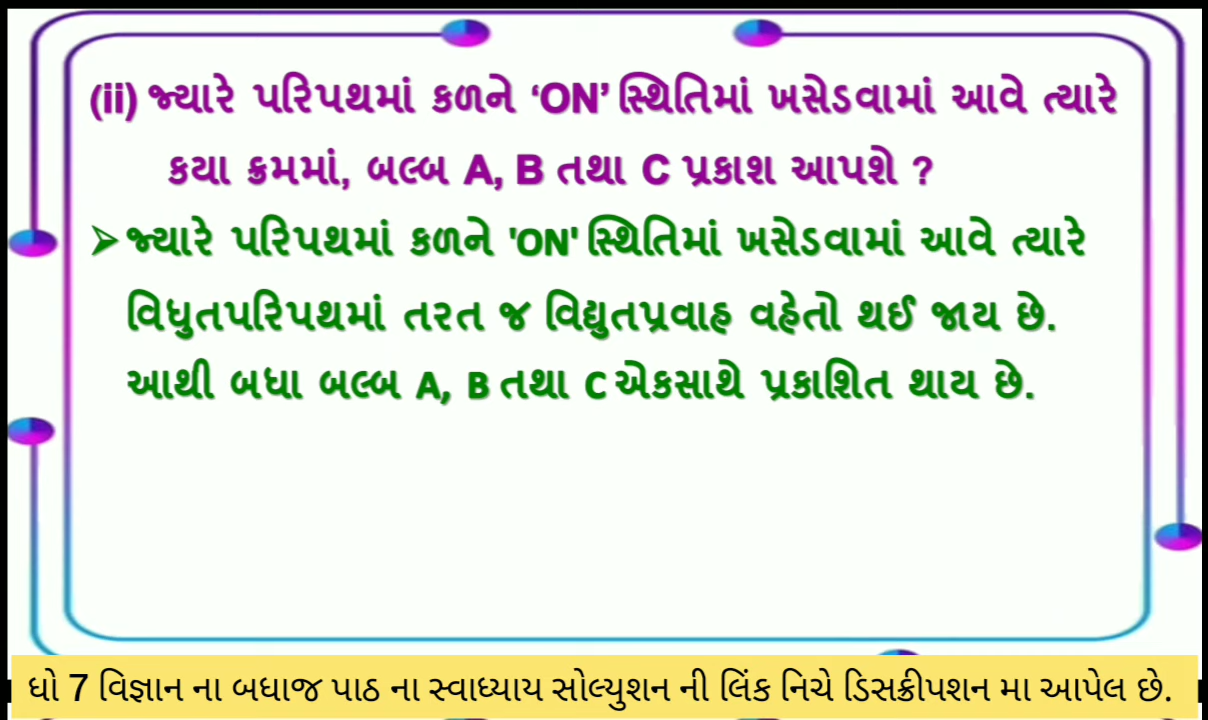 (ii) જ્યારે પરિપથમાં કળને ‘ON’ સ્થિતિમાં ખસેડવામાં આવે ત્યારે
કયા ક્રમમાં, બલ્બ A, B તથા C પ્રકાશ આપશે ?
➢ જ્યારે પરિપથમાં કળને 'ON' સ્થિતિમાં ખસેડવામાં આવે ત્યારે
વિધુતપરિપથમાં તરત જ વિદ્યુતપ્રવાહ વહેતો થઈ જાય છે.
આથી બધા બલ્બ A, B તથા C એકસાથે પ્રકાશિત થાય છે.
ધો 7 વિજ્ઞાન ના બધાજ પાઠ ના સ્વાધ્યાય સોલ્યુશન ની લિંક નિચે ડિસક્રીપશન મા આપેલ છે.